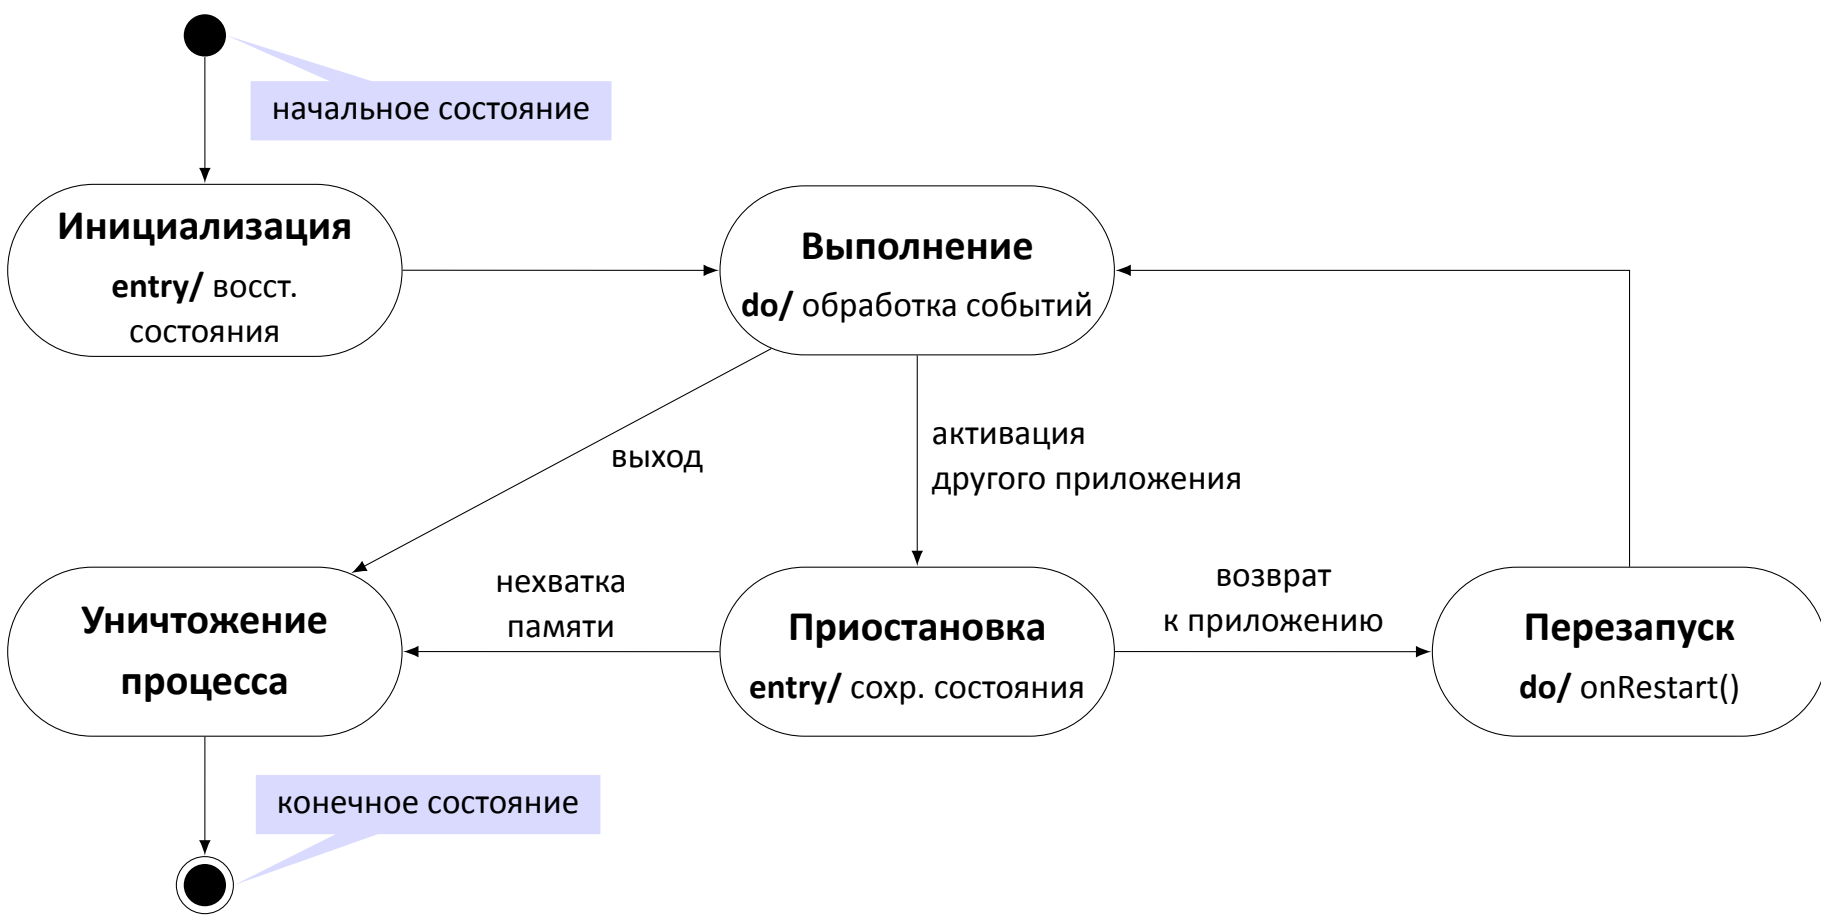 начальное состояние
Инициализация
entry/ восст.
состояния
Выполнение
do/ обработка событий
выход
активация
другого приложения
Уничтожение
процесса
нехватка
памяти
Приостановка
entry/ сохр. состояния
возврат
к приложению
Перезапуск
do/ onRestart()
конечное состояние